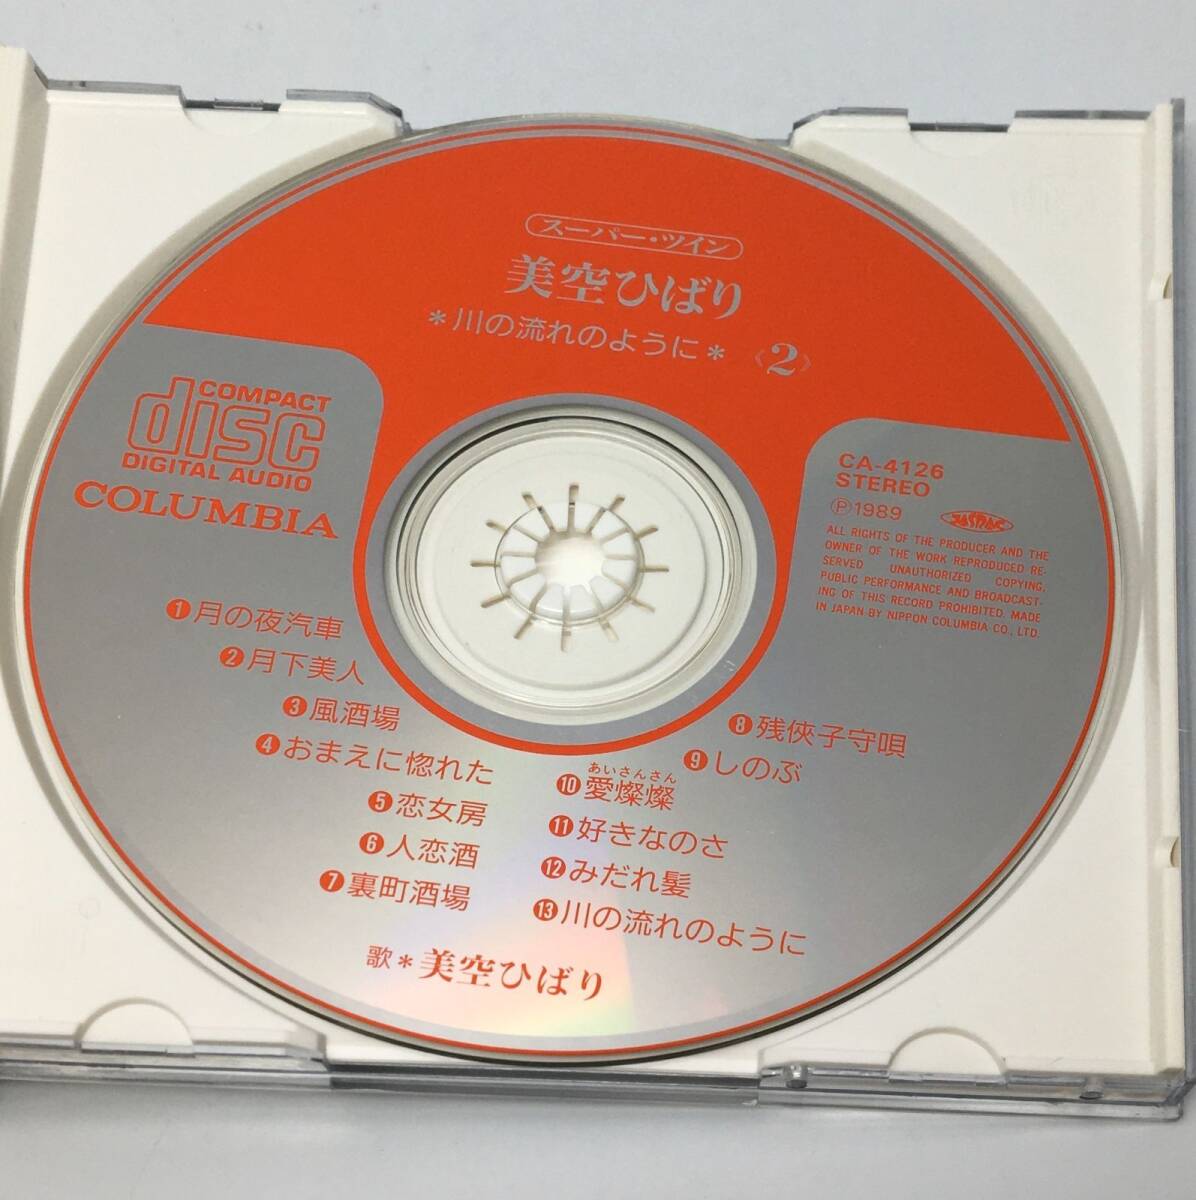 スーパー・ツイン
美空ひばり
＊川の流れのように＊ 〈2〉
COMPACT
disc
DIGITAL AUDIO
COLUMBIA
CA-4126
STEREO
Ⓟ1989 JASRAC
ALL RIGHTS OF THE PRODUCER AND THE
OWNER OF THE WORK REPRODUCED RE-
SERVED UNAUTHORIZED COPYING,
PUBLIC PERFORMANCE AND BROADCAST-
ING OF THIS RECORD PROHIBITED. MADE
IN JAPAN BY NIPPON COLUMBIA CO., LTD.
❶月の夜汽車
❷月下美人
❸風酒場
❹おまえに惚れた
❺恋女房
❻人恋酒
❼裏町酒場
❽残侠子守唄
❾しのぶ
あいさんさん
❿愛燦燦
⓫好きなのさ
⓬みだれ髪
⓭川の流れのように
歌＊美空ひばり